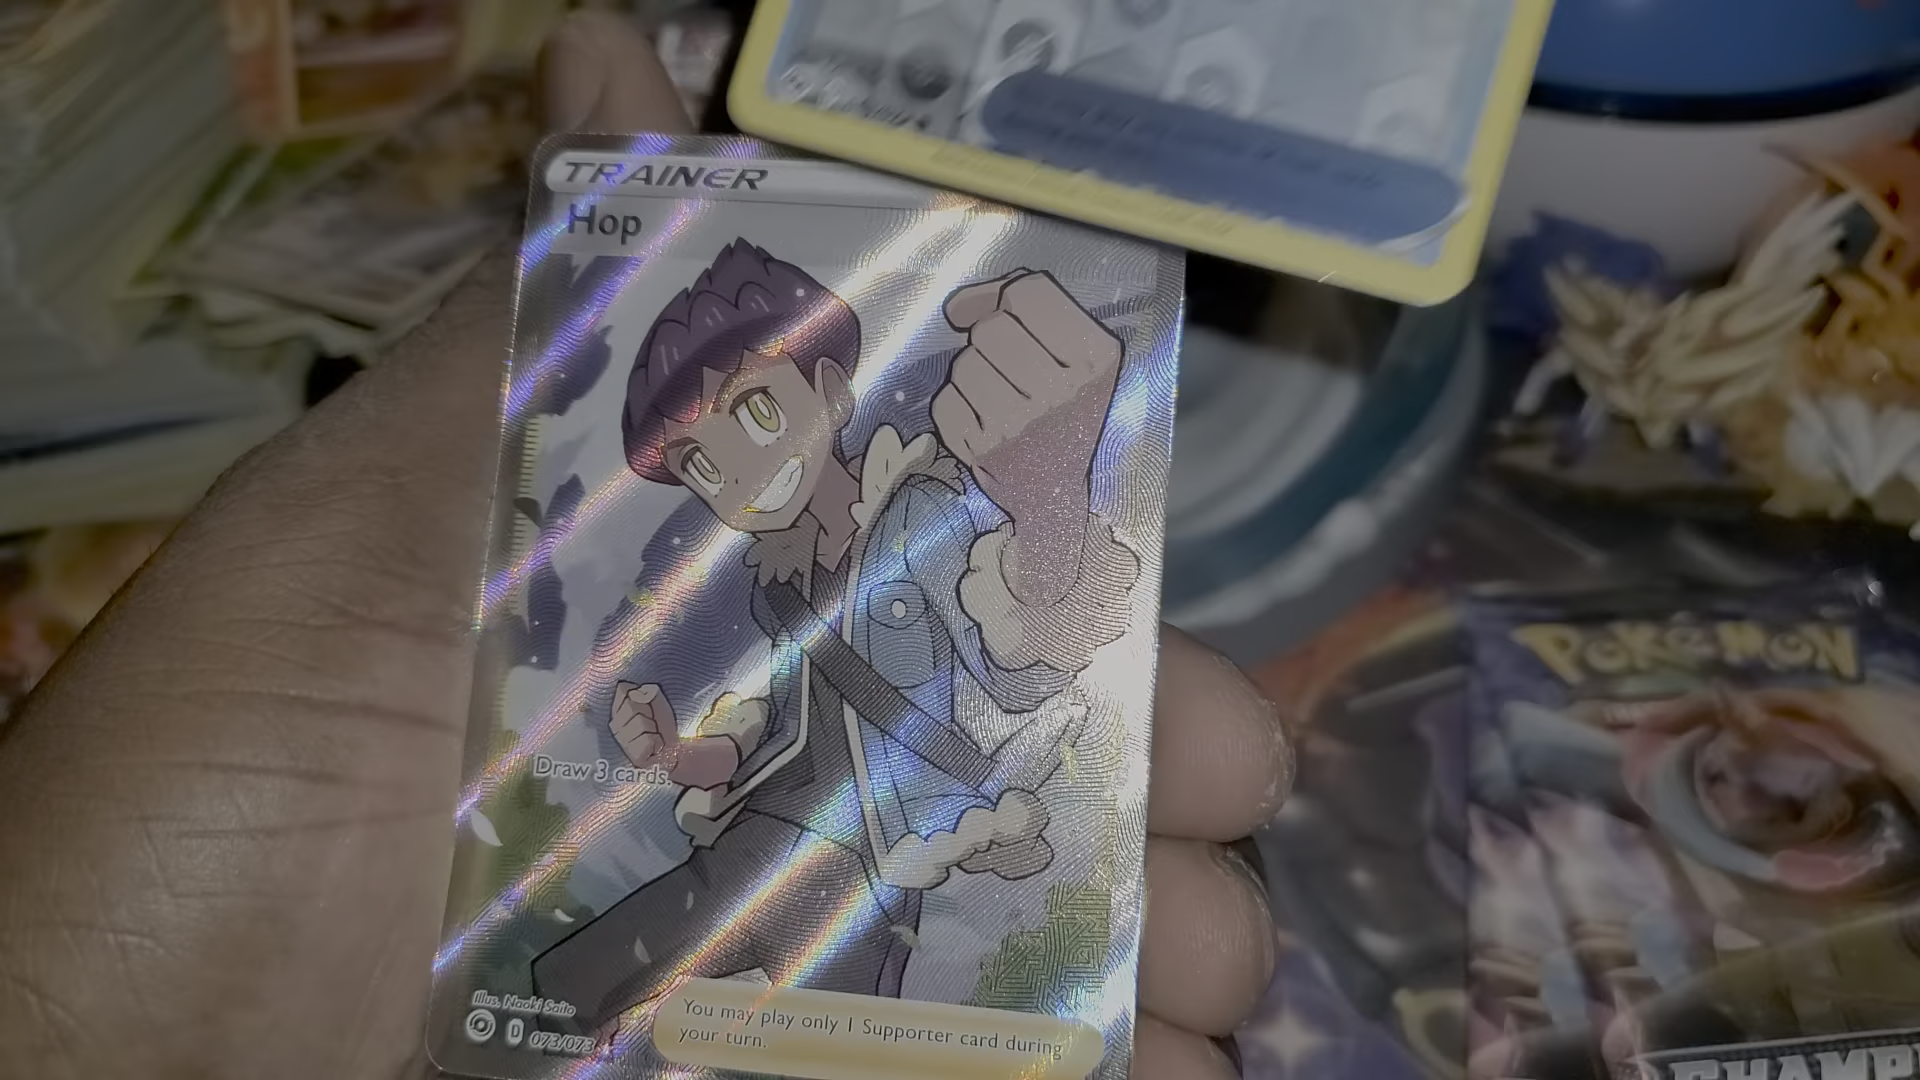 TRAINER
Hop
Draw 3 cards.
Illus. Naoki Saito
D 073/073
You may play only 1 Supporter card during
your turn.
POKéMON